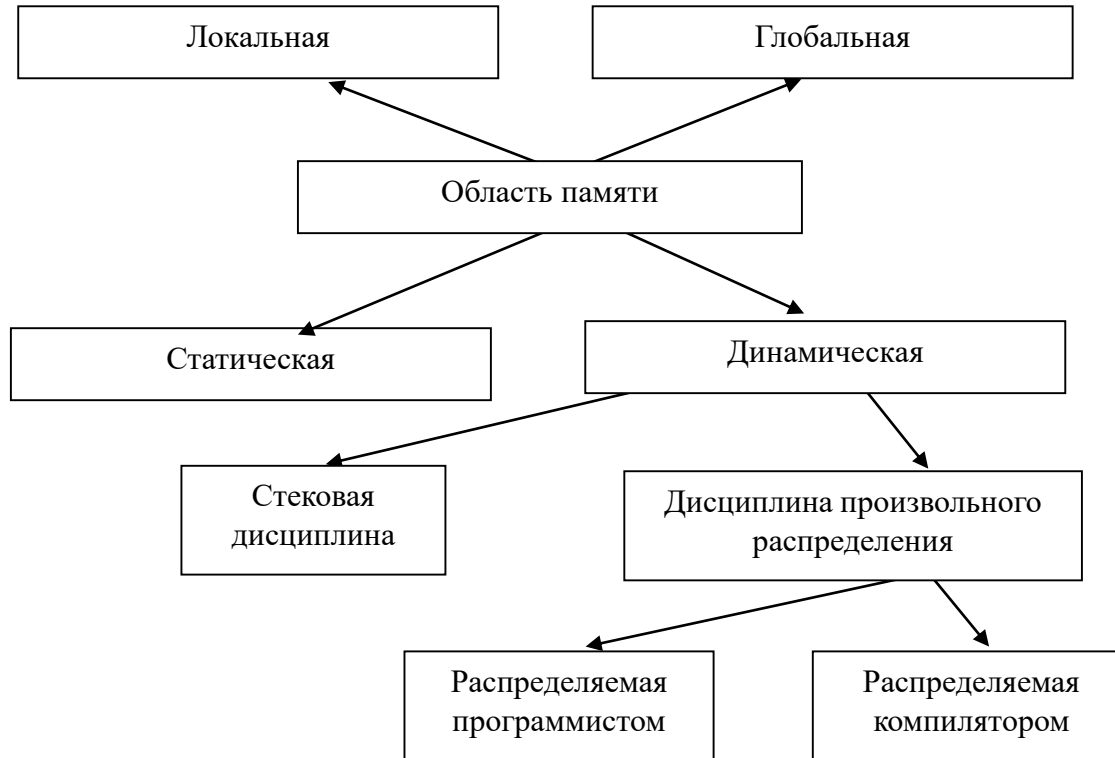 Локальная
Глобальная
Область памяти
Статическая
Динамическая
Стековая
дисциплина
Дисциплина произвольного
распределения
Распределяемая
программистом
Распределяемая
компилятором